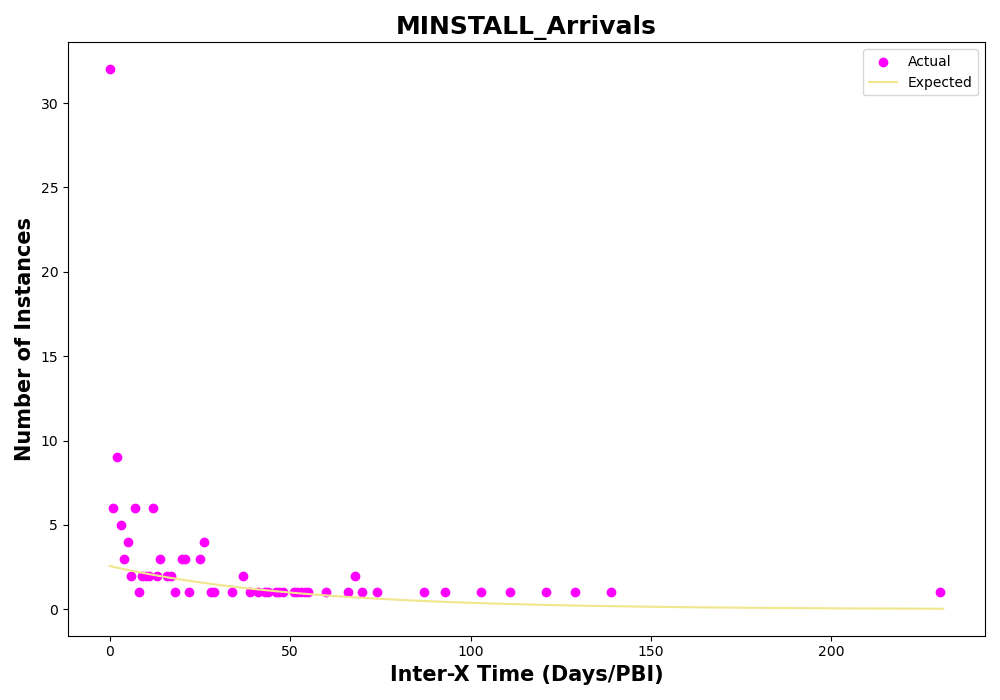 MINSTALL_Arrivals
Actual
Expected
Number of Instances
30
25
20
15
10
5
0
0 50 100 150 200
Inter-X Time (Days/PBI)